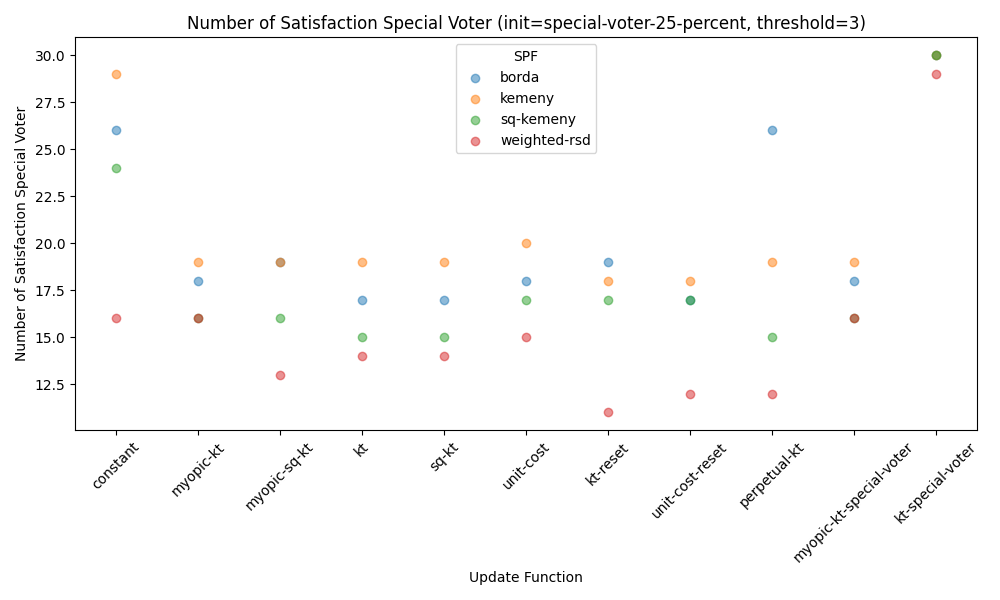 Number of Satisfaction Special Voter (init=special-voter-25-percent, threshold=3)
SPF
borda
kemeny
sq-kemeny
weighted-rsd
Number of Satisfaction Special Voter
30.0
27.5
25.0
22.5
20.0
17.5
15.0
12.5
constant
myopic-kt
myopic-sq-kt
kt
sq-kt
unit-cost
kt-reset
unit-cost-reset
perpetual-kt
myopic-kt-special-voter
kt-special-voter
Update Function